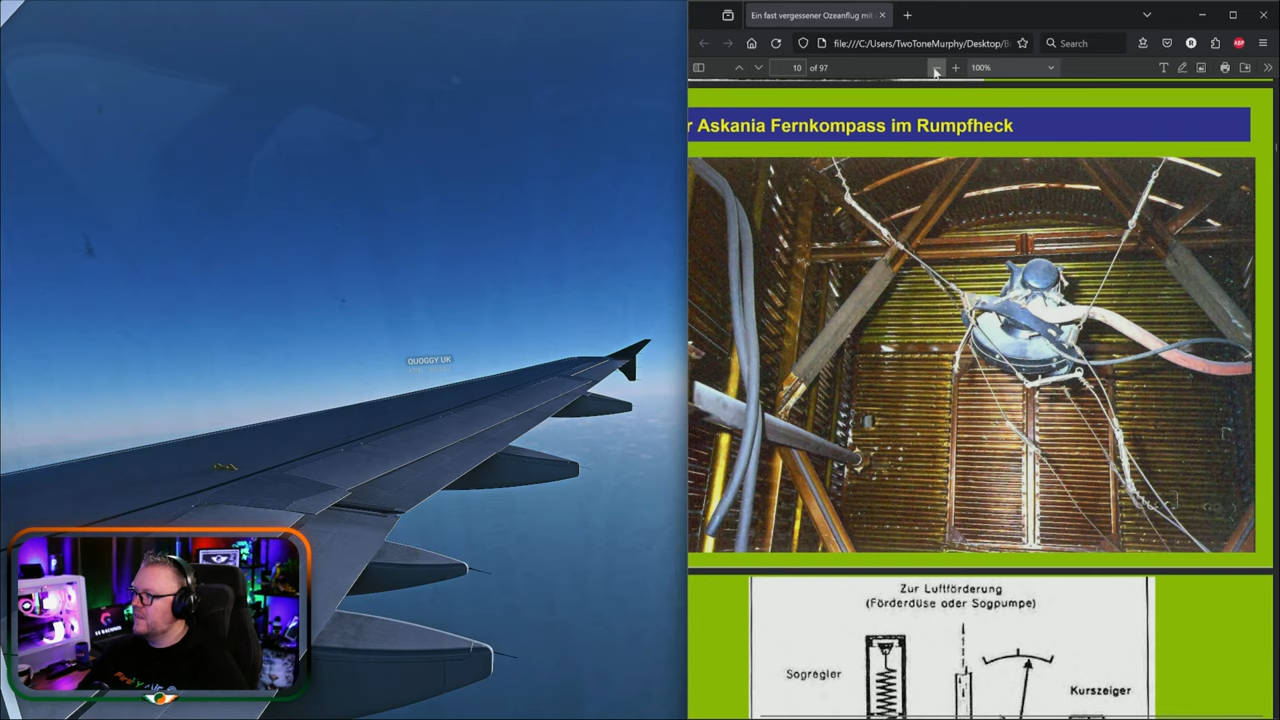 Ein fast vergessener Ozeanflug mit
file:///C:/Users/TwoToneMurphy/Desktop/B
Search
10 of 97
100%
r Askania Fernkompass im Rumpfheck
QUOGGY UK
Zur Luftförderung
(Förderdüse oder Sogpumpe)
Sogregler
Kurszeiger